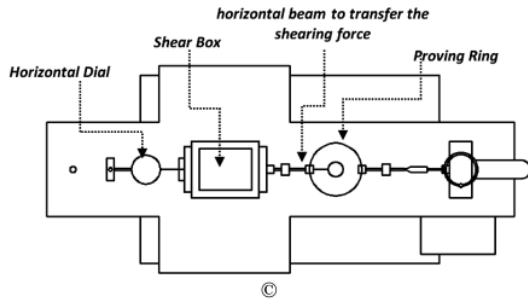 horizontal beam to transfer the
shearing force
Shear Box
Proving Ring
Horizontal Dial
©